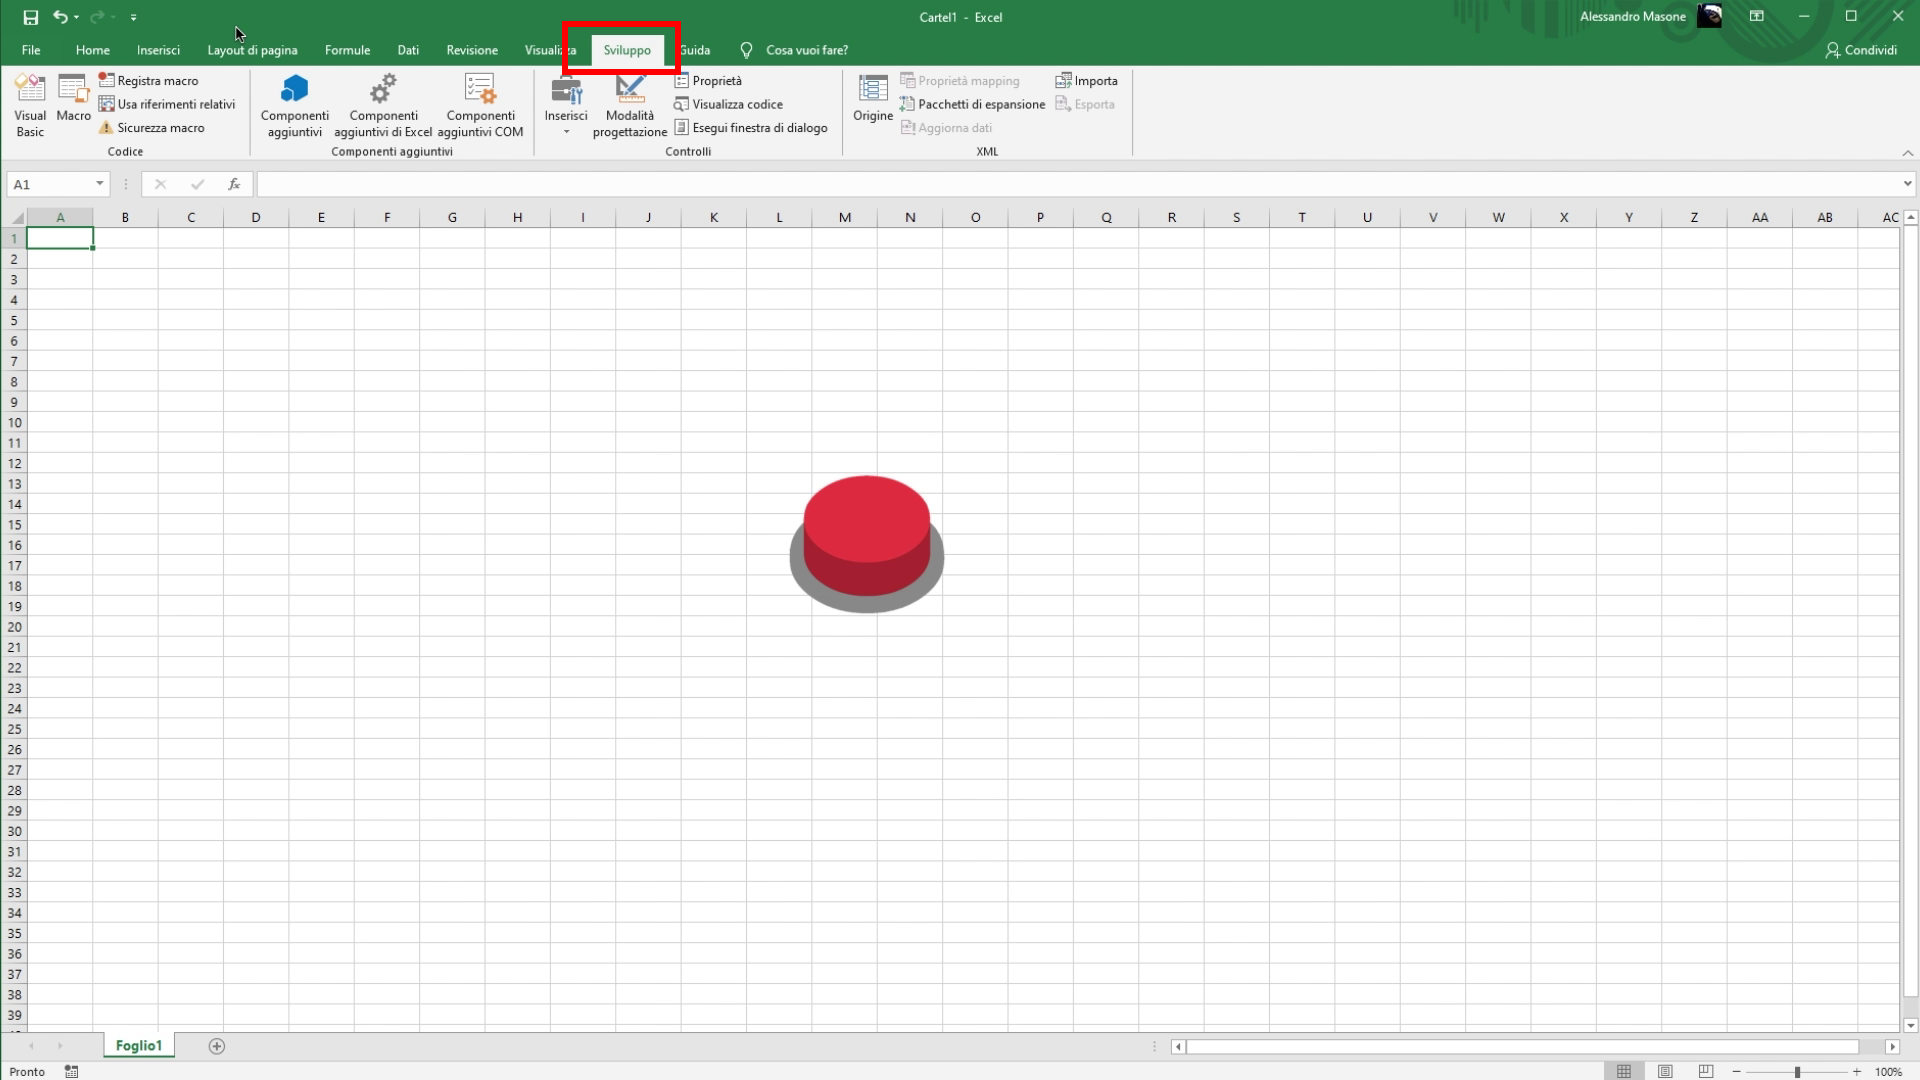 Cartel1 - Excel
Alessandro Masone
File Home Inserisci Layout di pagina Formule Dati Revisione Visualizza Sviluppo Guida Cosa vuoi fare? Condividi
Visual Basic
Macro
Registra macro
Usa riferimenti relativi
Sicurezza macro
Codice
Componenti aggiuntivi
Componenti aggiuntivi di Excel
Componenti aggiuntivi COM
Componenti aggiuntivi
Inserisci
Modalità progettazione
Proprietà
Visualizza codice
Esegui finestra di dialogo
Controlli
Origine
Proprietà mapping
Pacchetti di espansione
Aggiorna dati
Importa
Esporta
XML
A1 fx
A B C D E F G H I J K L M N O P Q R S T U V W X Y Z AA AB AC
1
2
3
4
5
6
7
8
9
10
11
12
13
14
15
16
17
18
19
20
21
22
23
24
25
26
27
28
29
30
31
32
33
34
35
36
37
38
39
Foglio1
Pronto
100%